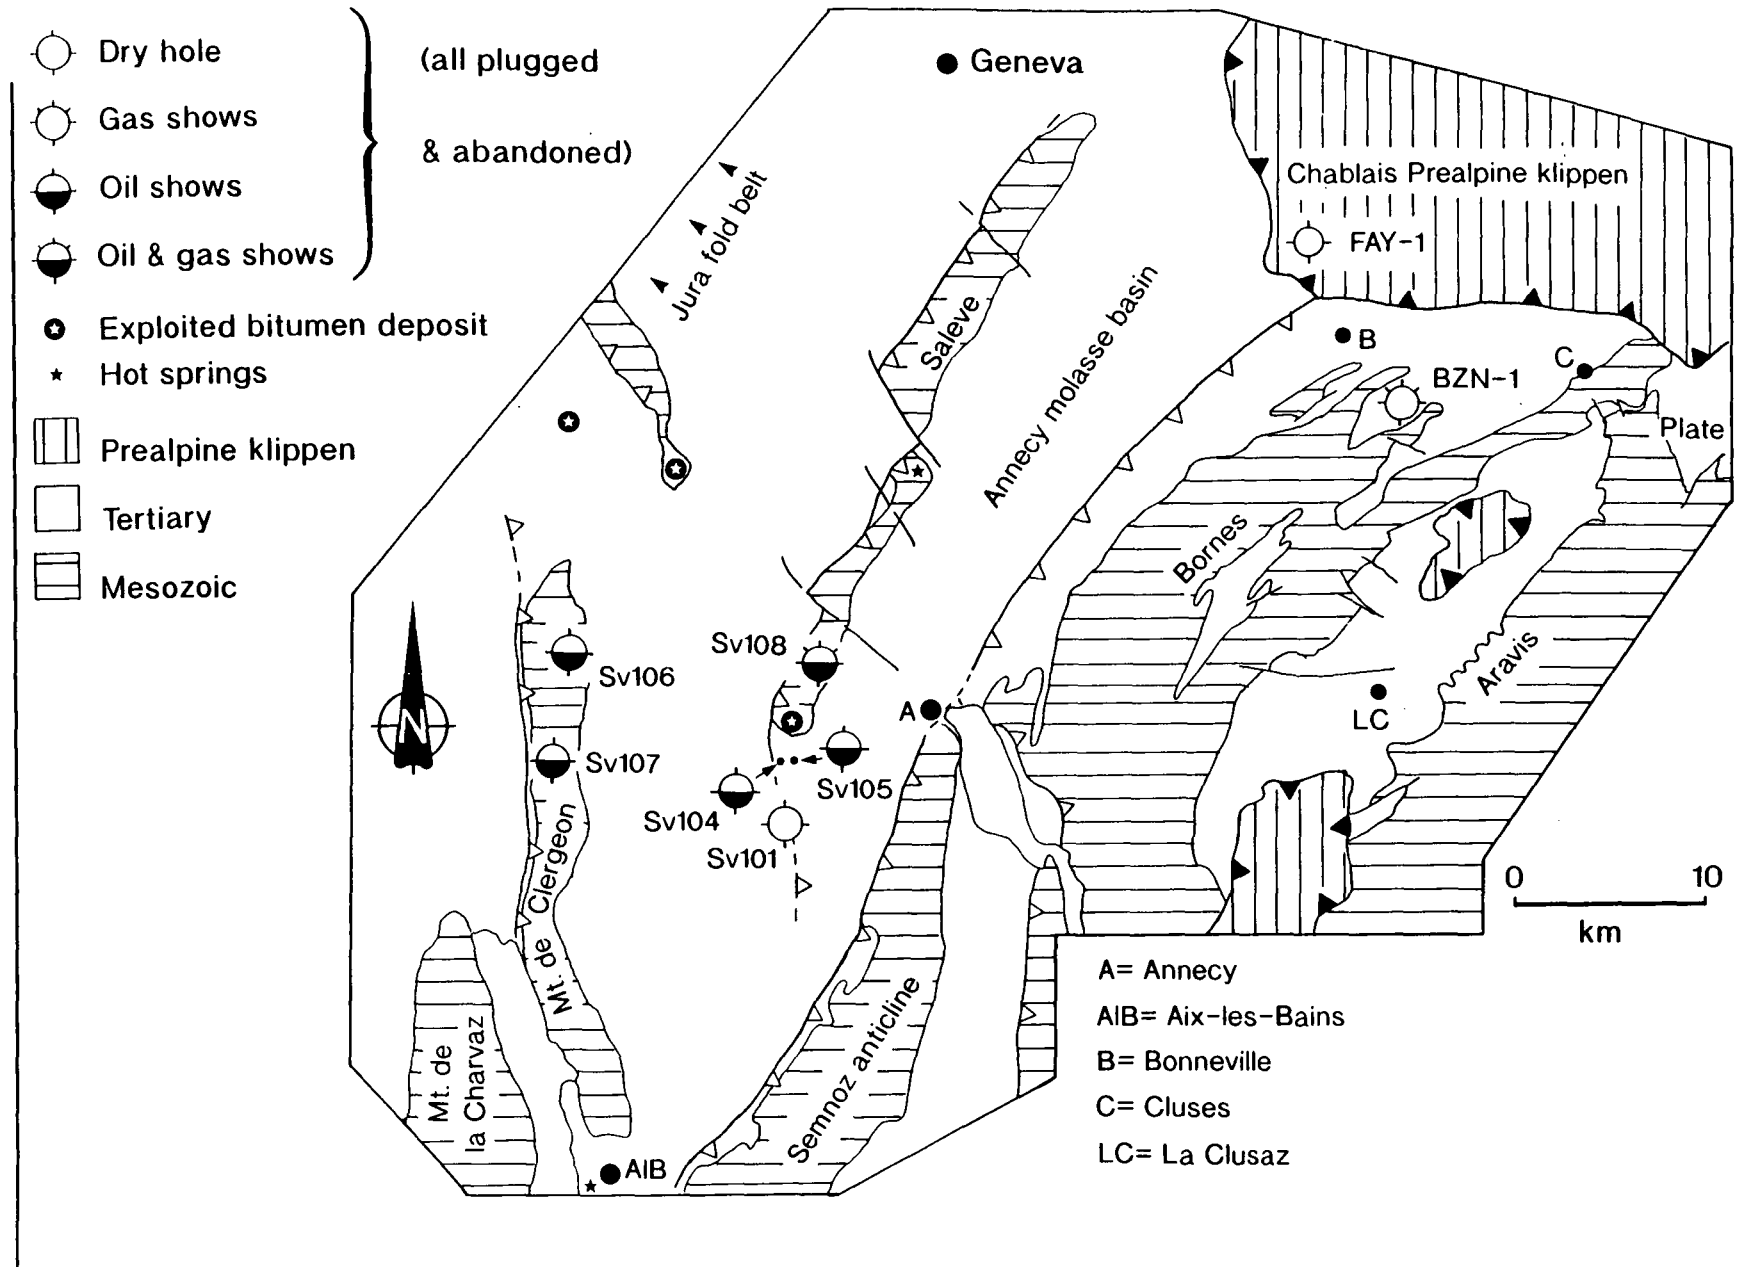 Dry hole
Gas shows
Oil shows
Oil & gas shows
(all plugged
& abandoned)
Exploited bitumen deposit
Hot springs
Prealpine klippen
Tertiary
Mesozoic
N
Geneva
Jura fold belt
Saleve
Annecy molasse basin
Chablais Prealpine klippen
FAY-1
B
C
BZN-1
Plate
Bornes
Aravis
LC
A
Sv108
Sv106
Sv107
Sv105
Sv104
Sv101
Mt. de Clergeon
Mt. de
la Charvaz
Semnoz anticline
AIB
0 10
km
A= Annecy
AIB= Aix-les-Bains
B= Bonneville
C= Cluses
LC= La Clusaz